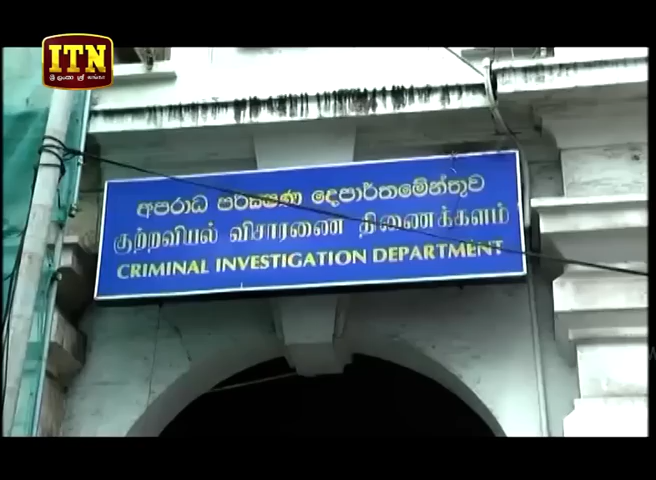 ITN
අපරාධ පරීක්ෂණ දෙපාර්තමේන්තුව
குற்றவியல் விசாரணை திணைக்களம்
CRIMINAL INVESTIGATION DEPARTMENT